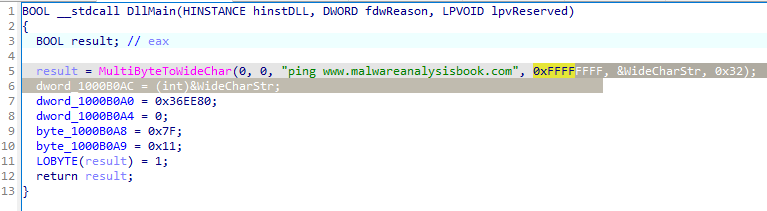 1 BOOL __stdcall DllMain(HINSTANCE hinstDLL, DWORD fdwReason, LPVOID lpvReserved)
2 {
3 BOOL result; // eax
4
5 result = MultiByteToWideChar(0, 0, "ping www.malwareanalysisbook.com", 0xFFFFFFFF, &WideCharStr, 0x32);
6 dword_1000B0AC = (int)&WideCharStr;
7 dword_1000B0A0 = 0x36EE80;
8 dword_1000B0A4 = 0;
9 byte_1000B0A8 = 0x7F;
10 byte_1000B0A9 = 0x11;
11 LOBYTE(result) = 1;
12 return result;
13 }